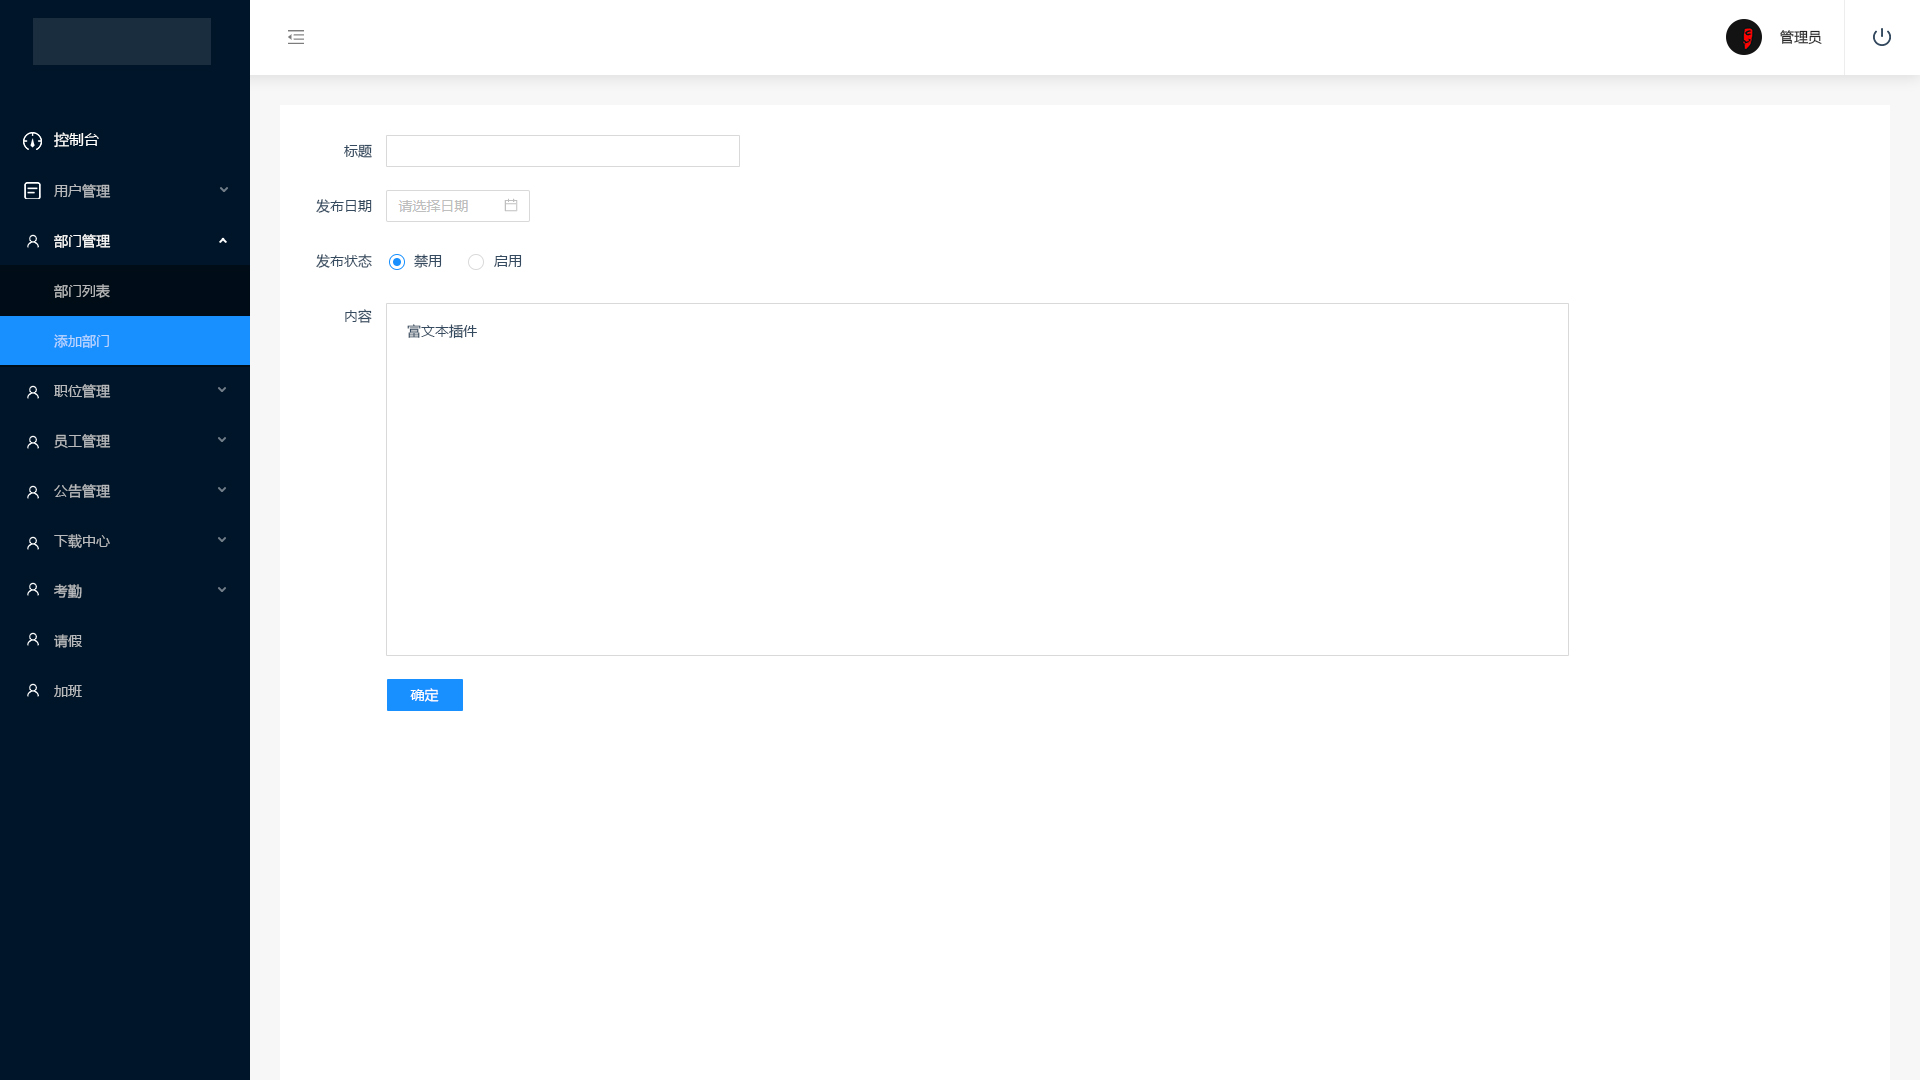 管理员
控制台
用户管理
部门管理
部门列表
添加部门
职位管理
员工管理
公告管理
下载中心
考勤
请假
加班
标题
发布日期 请选择日期
发布状态 禁用 启用
内容 富文本插件
确定